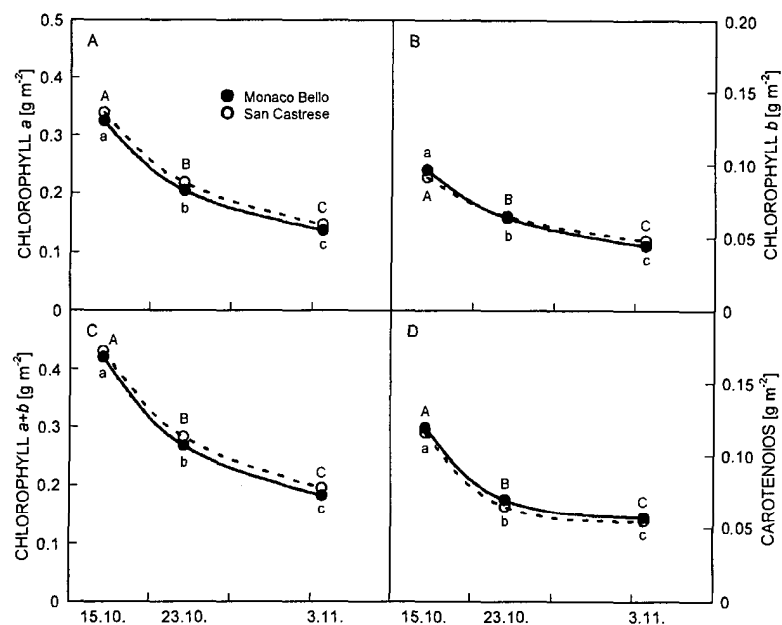 0.5
0.4
0.3
0.2
0.1
0
CHLOROPHYLL a [g m-2]
A
A
a
B
b
C
c
Monaco Bello
San Castrese
B
a
A
B
b
C
c
0.20
0.15
0.10
0.05
0
CHLOROPHYLL b [g m-2]
C
A
a
B
b
C
c
0.4
0.3
0.2
0.1
0
CHLOROPHYLL a+b [g m-2]
D
A
a
B
b
C
c
0.15
0.10
0.05
0
CAROTENOIOS [g m-2]
15.10. 23.10. 3.11.
15.10. 23.10. 3.11.